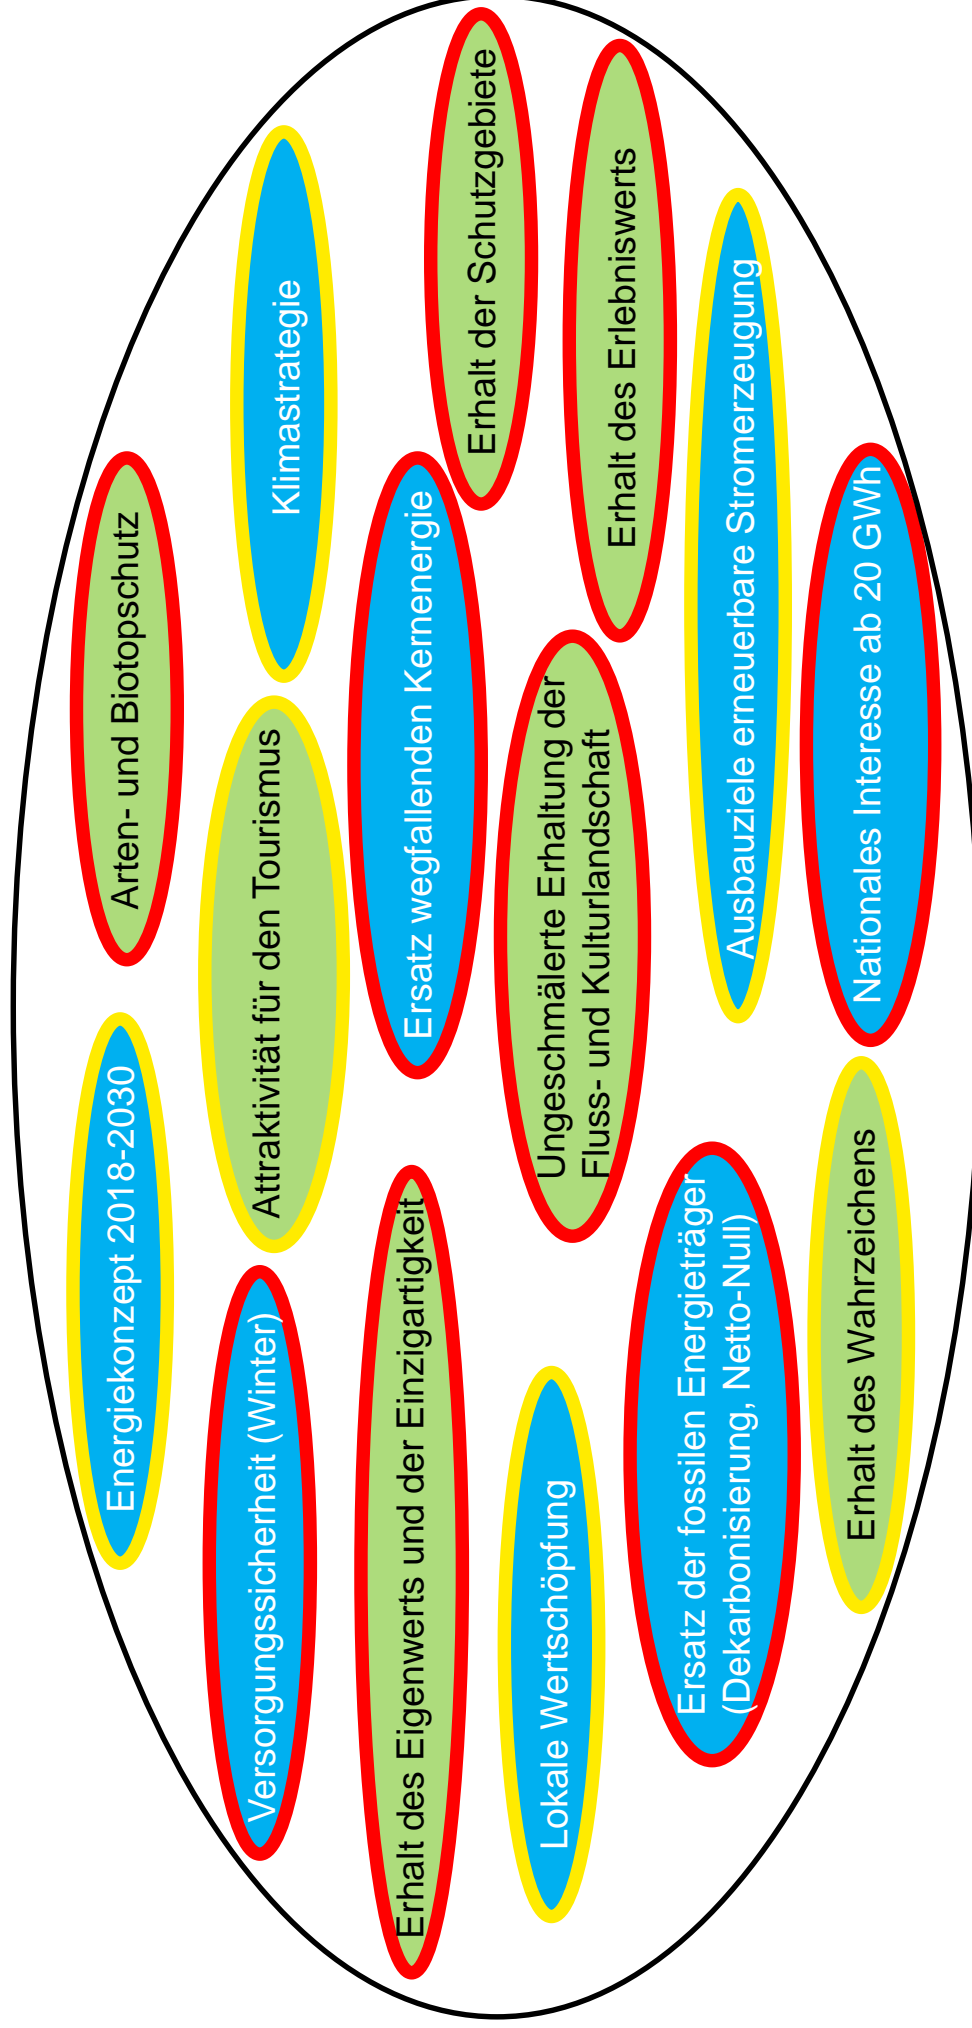 Energiekonzept 2018-2030
Arten- und Biotopschutz
Versorgungssicherheit (Winter)
Attraktivität für den Tourismus
Klimastrategie
Erhalt des Eigenwerts und der Einzigartigkeit
Ersatz wegfallenden Kernenergie
Erhalt der Schutzgebiete
Lokale Wertschöpfung
Ungeschmälerte Erhaltung der
Fluss- und Kulturlandschaft
Erhalt des Erlebniswerts
Ersatz der fossilen Energieträger
(Dekarbonisierung, Netto-Null)
Ausbauziele erneuerbare Stromerzeugung
Erhalt des Wahrzeichens
Nationales Interesse ab 20 GWh